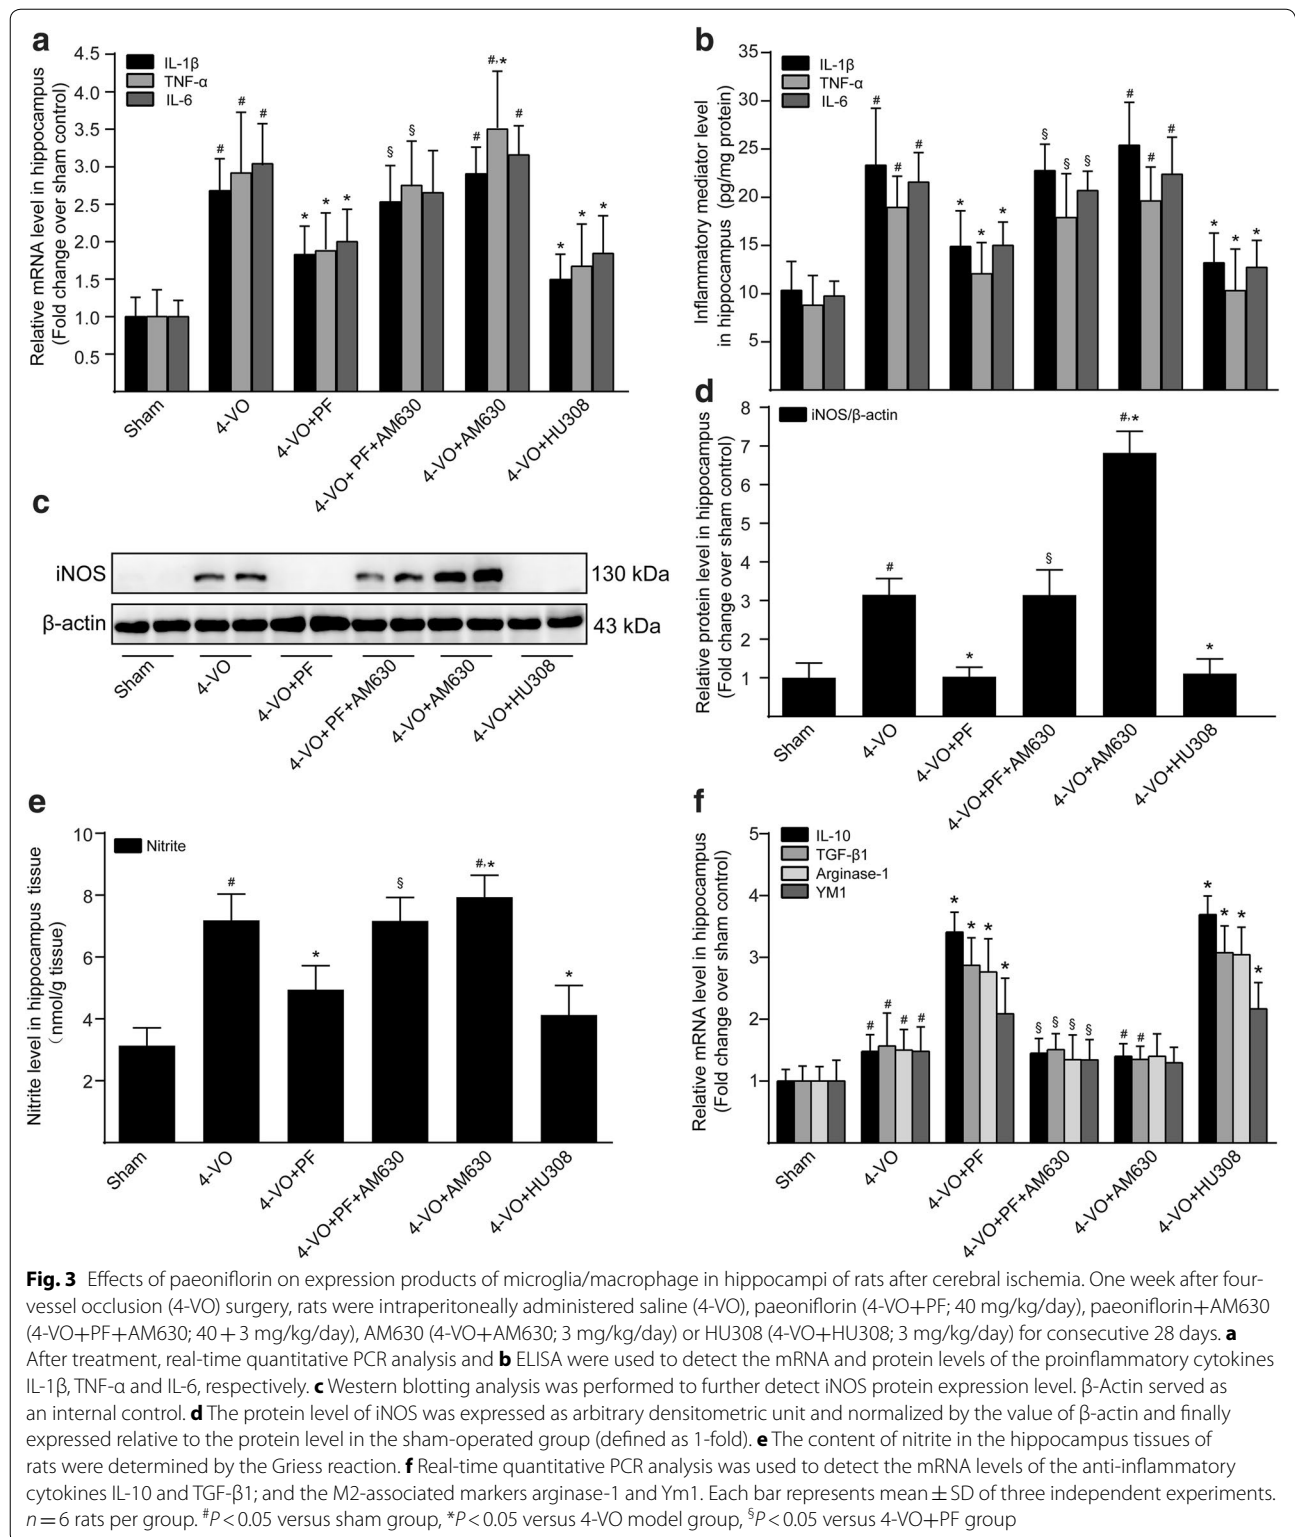 a
Relative mRNA level in hippocampus
(Fold change over sham control)
4.5
4.0
3.5
3.0
2.5
2.0
1.5
1.0
0.5
IL-1β
TNF-α
IL-6
# # #
* * *
§ §
# #,* #
* * *
Sham
4-VO
4-VO+PF
4-VO+ PF+AM630
4-VO+AM630
4-VO+HU308
b
Inflammatory mediator level
in hippocampus (pg/mg protein)
35
30
25
20
15
10
5
IL-1β
TNF-α
IL-6
# # #
* * *
§ § §
# # #
* * *
c
iNOS
130 kDa
β-actin
43 kDa
Sham
4-VO
4-VO+PF
4-VO+PF+AM630
4-VO+AM630
4-VO+HU308
d
Relative protein level in hippocampus
(Fold change over sham control)
8
7
6
5
4
3
2
1
iNOS/β-actin
#
*
§
#,*
*
Sham
4-VO
4-VO+PF
4-VO+PF+AM630
4-VO+AM630
4-VO+HU308
e
Nitrite level in hippocampus tissue
(nmol/g tissue)
10
8
6
4
2
Nitrite
#
*
§
#,*
*
Sham
4-VO
4-VO+PF
4-VO+PF+AM630
4-VO+AM630
4-VO+HU308
f
Relative mRNA level in hippocampus
(Fold change over sham control)
5
4
3
2
1
IL-10
TGF-β1
Arginase-1
YM1
# # # #
* * * *
§ § § §
# #
* * * *
Sham
4-VO
4-VO+PF
4-VO+PF+AM630
4-VO+AM630
4-VO+HU308
Fig. 3 Effects of paeoniflorin on expression products of microglia/macrophage in hippocampi of rats after cerebral ischemia. One week after four-
vessel occlusion (4-VO) surgery, rats were intraperitoneally administered saline (4-VO), paeoniflorin (4-VO+PF; 40 mg/kg/day), paeoniflorin+AM630
(4-VO+PF+AM630; 40 + 3 mg/kg/day), AM630 (4-VO+AM630; 3 mg/kg/day) or HU308 (4-VO+HU308; 3 mg/kg/day) for consecutive 28 days. a
After treatment, real-time quantitative PCR analysis and b ELISA were used to detect the mRNA and protein levels of the proinflammatory cytokines
IL-1β, TNF-α and IL-6, respectively. c Western blotting analysis was performed to further detect iNOS protein expression level. β-Actin served as
an internal control. d The protein level of iNOS was expressed as arbitrary densitometric unit and normalized by the value of β-actin and finally
expressed relative to the protein level in the sham-operated group (defined as 1-fold). e The content of nitrite in the hippocampus tissues of
rats were determined by the Griess reaction. f Real-time quantitative PCR analysis was used to detect the mRNA levels of the anti-inflammatory
cytokines IL-10 and TGF-β1; and the M2-associated markers arginase-1 and Ym1. Each bar represents mean ± SD of three independent experiments.
n = 6 rats per group. #P < 0.05 versus sham group, *P < 0.05 versus 4-VO model group, §P < 0.05 versus 4-VO+PF group